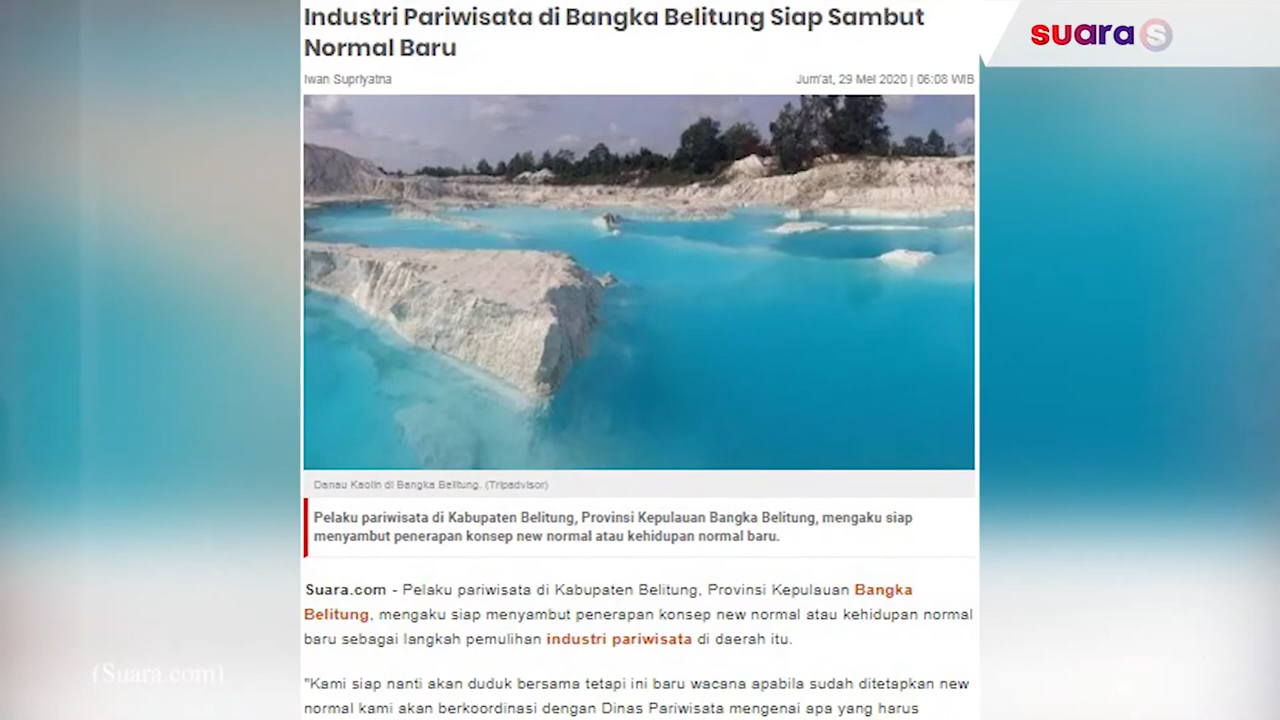 Industri Pariwisata di Bangka Belitung Siap Sambut
Normal Baru
suara S
Iwan Supriyatna
Jum'at, 29 Mei 2020 | 06:08 WIB
Danau Kaolin di Bangka Belitung. (Tripadvisor)
Pelaku pariwisata di Kabupaten Belitung, Provinsi Kepulauan Bangka Belitung, mengaku siap
menyambut penerapan konsep new normal atau kehidupan normal baru.
Suara.com - Pelaku pariwisata di Kabupaten Belitung, Provinsi Kepulauan Bangka
Belitung, mengaku siap menyambut penerapan konsep new normal atau kehidupan normal
baru sebagai langkah pemulihan industri pariwisata di daerah itu.
(Suara.com)
"Kami siap nanti akan duduk bersama tetapi ini baru wacana apabila sudah ditetapkan new
normal kami akan berkoordinasi dengan Dinas Pariwisata mengenai apa yang harus